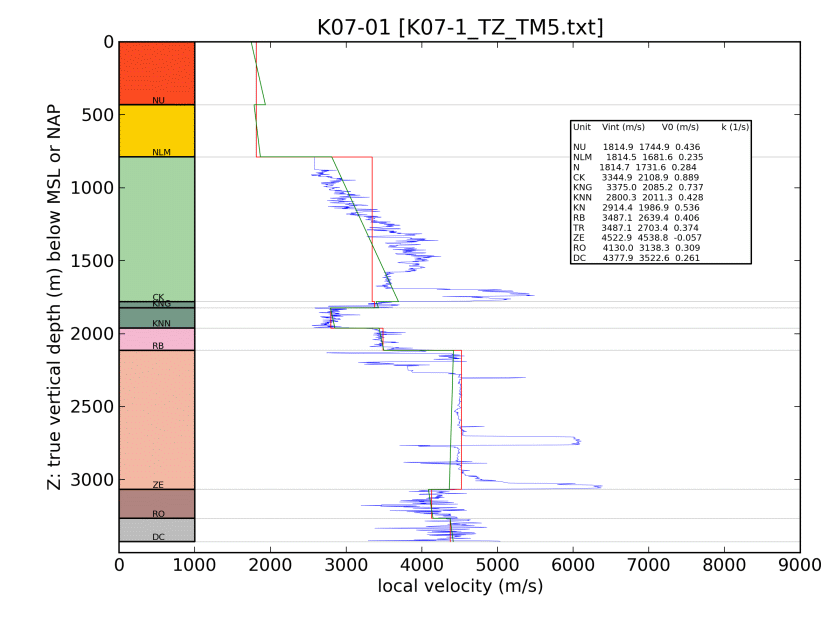 K07-01 [K07-1_TZ_TM5.txt]
Z: true vertical depth (m) below MSL or NAP
0
500
1000
1500
2000
2500
3000
NU
NLM
CK
KNG
KNN
RB
ZE
RO
DC
Unit Vint (m/s) V0 (m/s) k (1/s)
NU 1814.9 1744.9 0.436
NLM 1814.5 1681.6 0.235
N 1814.7 1731.6 0.284
CK 3344.9 2108.9 0.889
KNG 3375.0 2085.2 0.737
KNN 2800.3 2011.3 0.428
KN 2914.4 1986.9 0.536
RB 3487.1 2639.4 0.406
TR 3487.1 2703.4 0.374
ZE 4522.9 4538.8 -0.057
RO 4130.0 3138.3 0.309
DC 4377.9 3522.6 0.261
0 1000 2000 3000 4000 5000 6000 7000 8000 9000
local velocity (m/s)